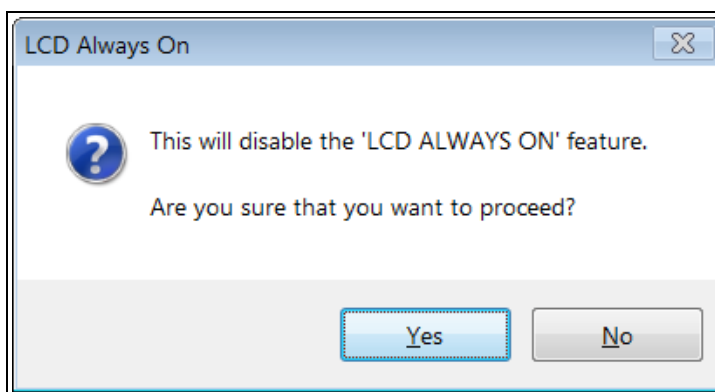 LCD Always On
This will disable the 'LCD ALWAYS ON' feature.
Are you sure that you want to proceed?
Yes
No